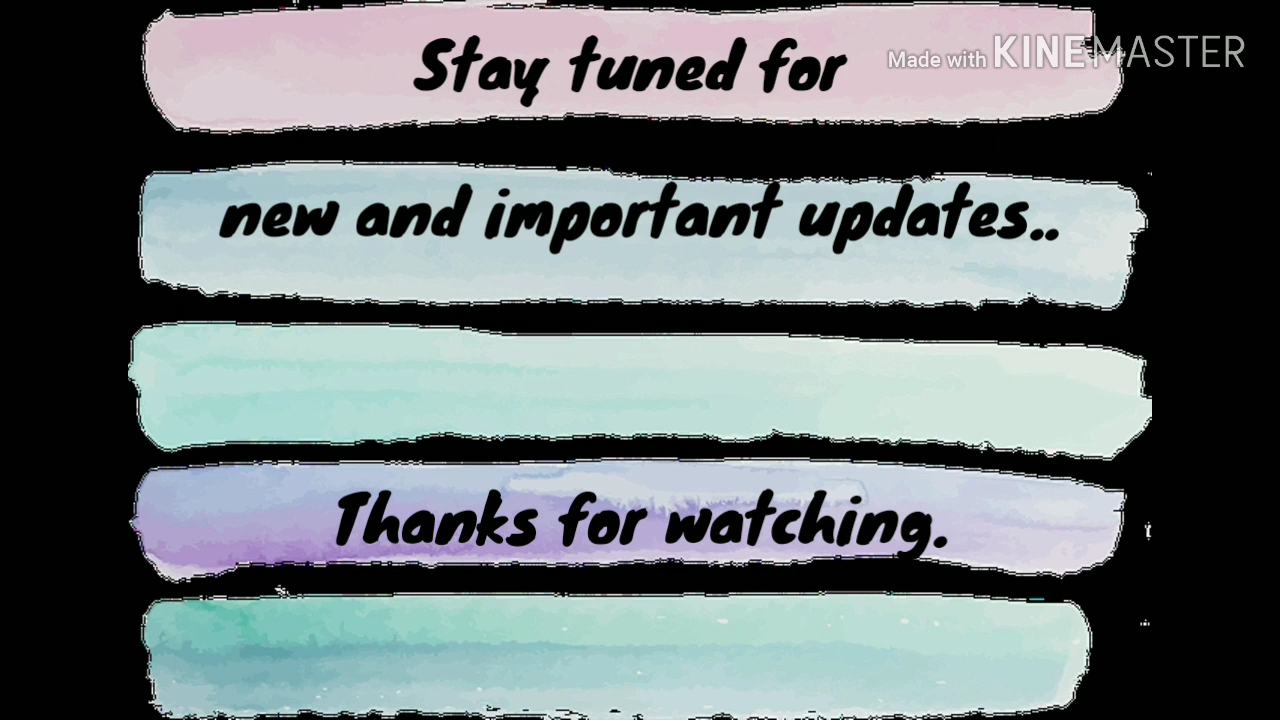 Stay tuned for
Made with KINEMASTER
new and important updates..
Thanks for watching.